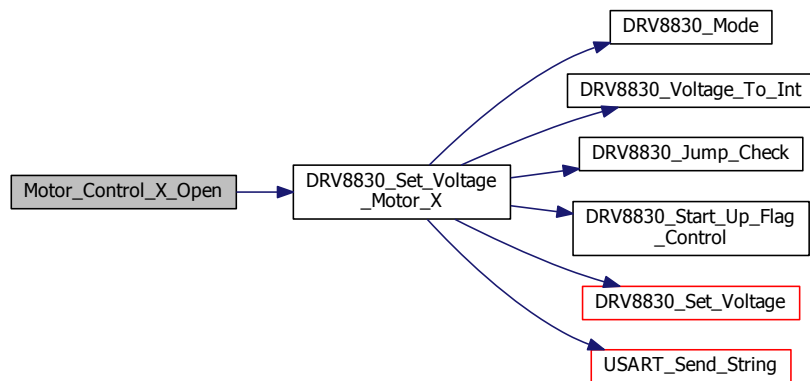 Motor_Control_X_Open
DRV8830_Set_Voltage
_Motor_X
DRV8830_Mode
DRV8830_Voltage_To_Int
DRV8830_Jump_Check
DRV8830_Start_Up_Flag
_Control
DRV8830_Set_Voltage
USART_Send_String